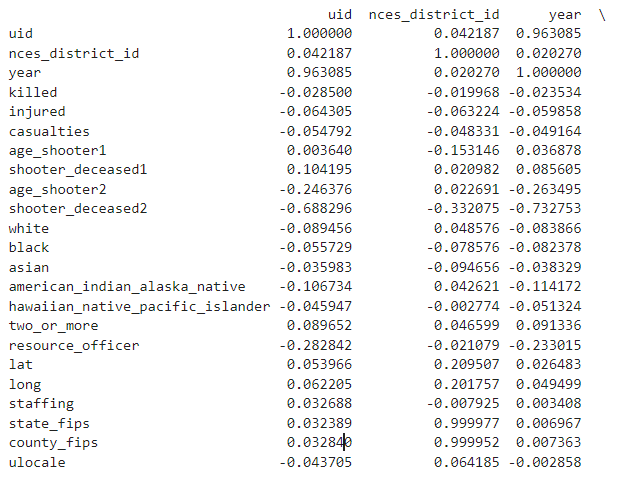 uid nces_district_id year \
uid 1.000000 0.042187 0.963085
nces_district_id 0.042187 1.000000 0.020270
year 0.963085 0.020270 1.000000
killed -0.028500 -0.019968 -0.023534
injured -0.064305 -0.063224 -0.059858
casualties -0.054792 -0.048331 -0.049164
age_shooter1 0.003640 -0.153146 0.036878
shooter_deceased1 0.104195 0.020982 0.085605
age_shooter2 -0.246376 0.022691 -0.263495
shooter_deceased2 -0.688296 -0.332075 -0.732753
white -0.089456 0.048576 -0.083866
black -0.055729 -0.078576 -0.082378
asian -0.035983 -0.094656 -0.038329
american_indian_alaska_native -0.106734 0.042621 -0.114172
hawaiian_native_pacific_islander -0.045947 -0.002774 -0.051324
two_or_more 0.089652 0.046599 0.091336
resource_officer -0.282842 -0.021079 -0.233015
lat 0.053966 0.209507 0.026483
long 0.062205 0.201757 0.049499
staffing 0.032688 -0.007925 0.003408
state_fips 0.032389 0.999977 0.006967
county_fips 0.032840 0.999952 0.007363
ulocale -0.043705 0.064185 -0.002858